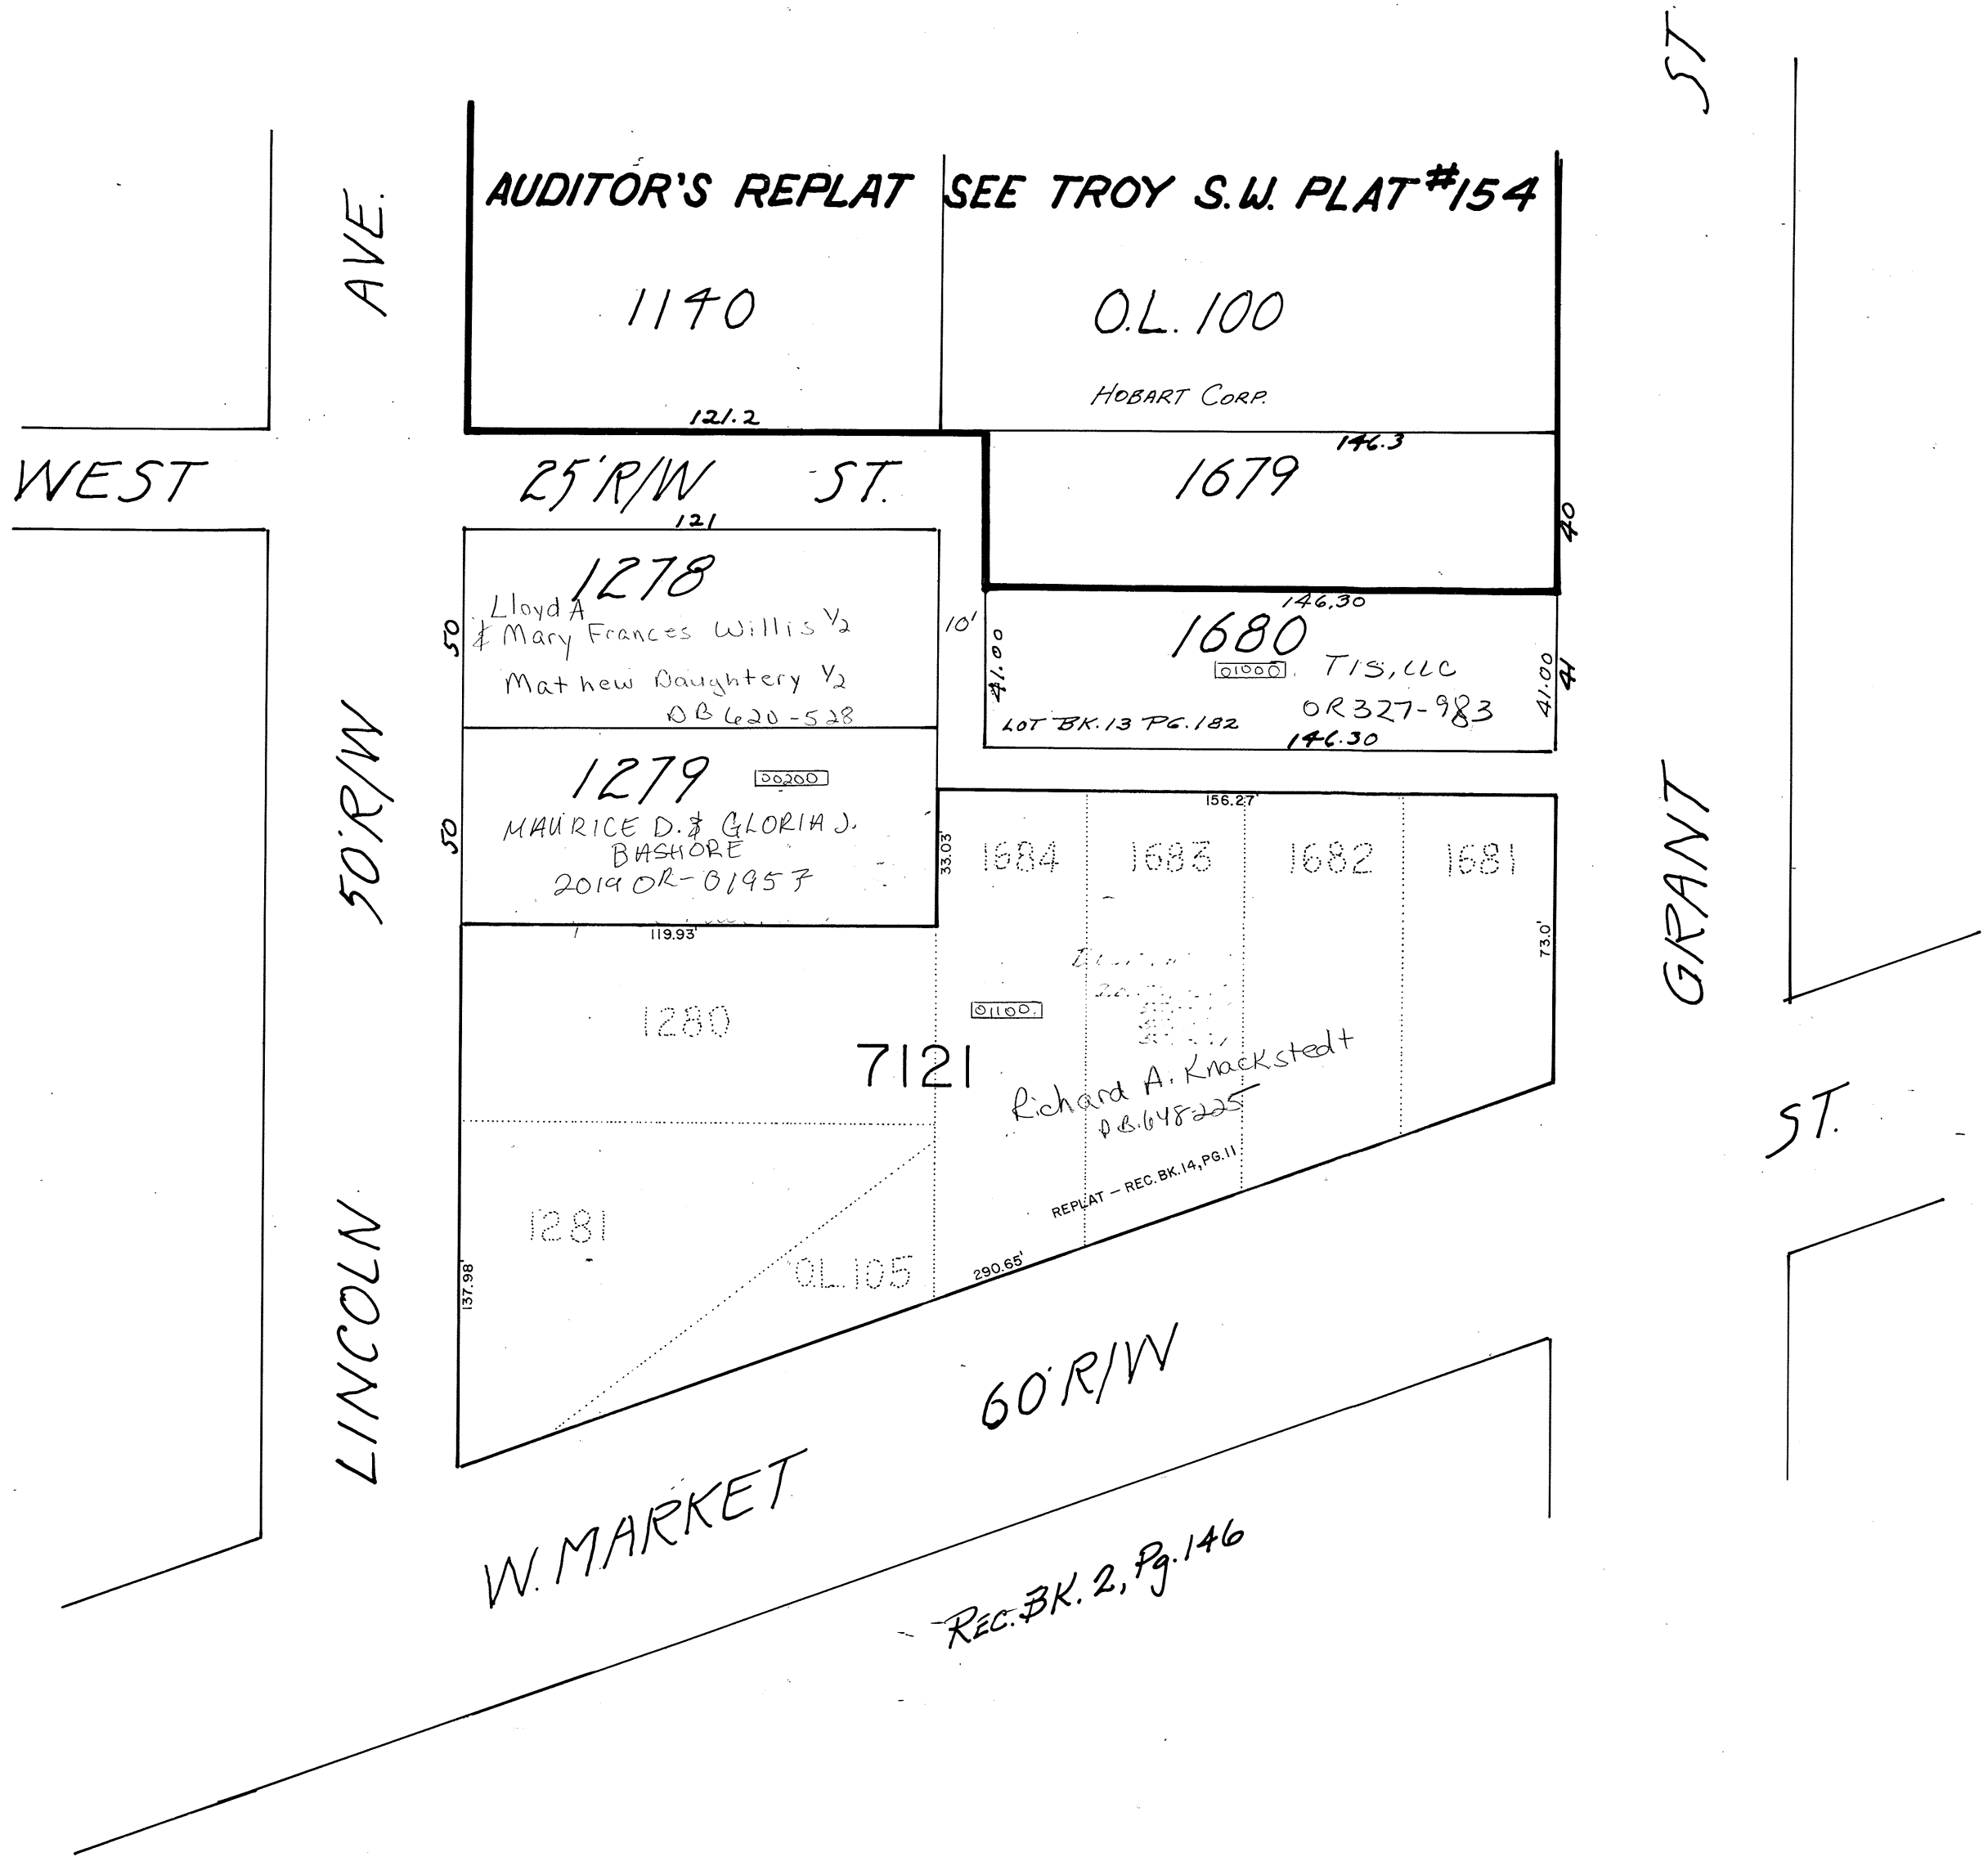 ST
AVE.
AUDITOR'S REPLAT SEE TROY S.W. PLAT #154
1140
O.L. 100
HOBART CORP.
121.2
146.3
WEST 25' R/W ST.
1679
40
121
1278
Lloyd A
& Mary Frances Willis 1/2
Mathew Daughtery 1/2
DB 620-528
50
10'
146.30
1680
01000 TIS, LLC
OR 327-983
LOT BK. 13 PG. 182
41.00
41.00
41
146.30
50' R/W
1279 00200
MAURICE D. & GLORIA J.
BASHORE
2019 OR-01957
50
156.27'
33.03'
1684 1683 1682 1681
73.0'
GRANT
119.93'
1280
01100
7121
Richard A. Knackstedt
DB. 648-225
REPLAT – REC. BK. 14, PG. 11
ST.
1281
OL 105
137.98'
290.65'
LINCOLN
60' R/W
W. MARKET
REC. BK. 2, Pg. 146